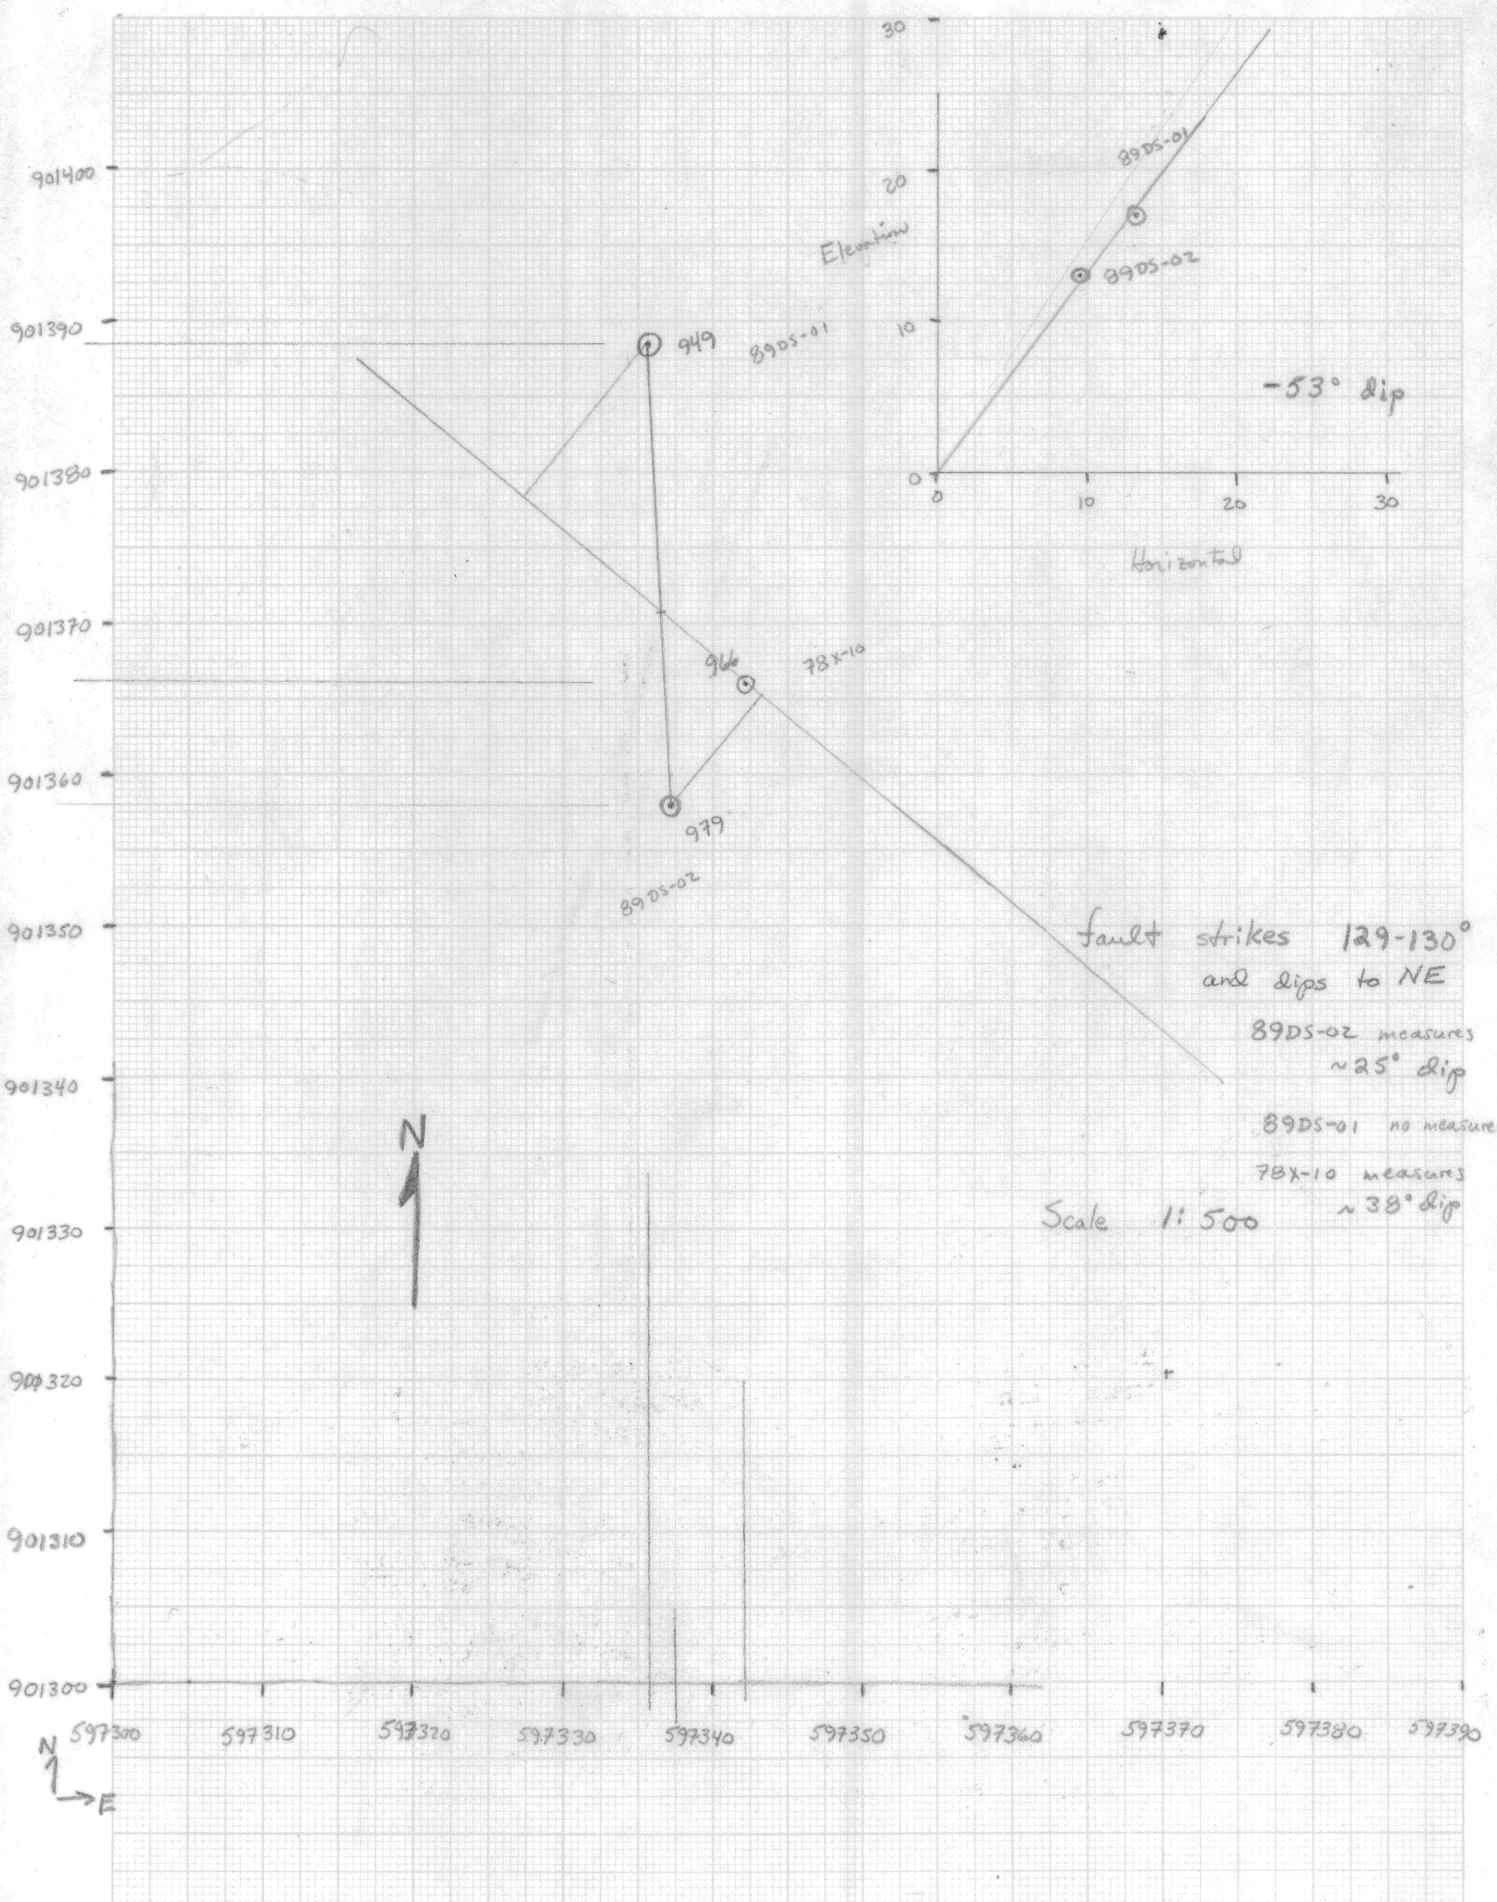 30
89DS-01
901400
20
Elevation
89DS-02
901390
10
949
89DS-01
-53° dip
901380
0
0
10
20
30
Horizontal
901370
966
78X-10
901360
979
89DS-02
901350
fault strikes 129-130°
and dips to NE
89DS-02 measures
~25° dip
901340
N
89DS-01 no measure
78X-10 measures
~38° dip
Scale 1:500
901330
901320
901310
901300
597300
597310
597320
597330
597340
597350
597360
597370
597380
597390
N
E